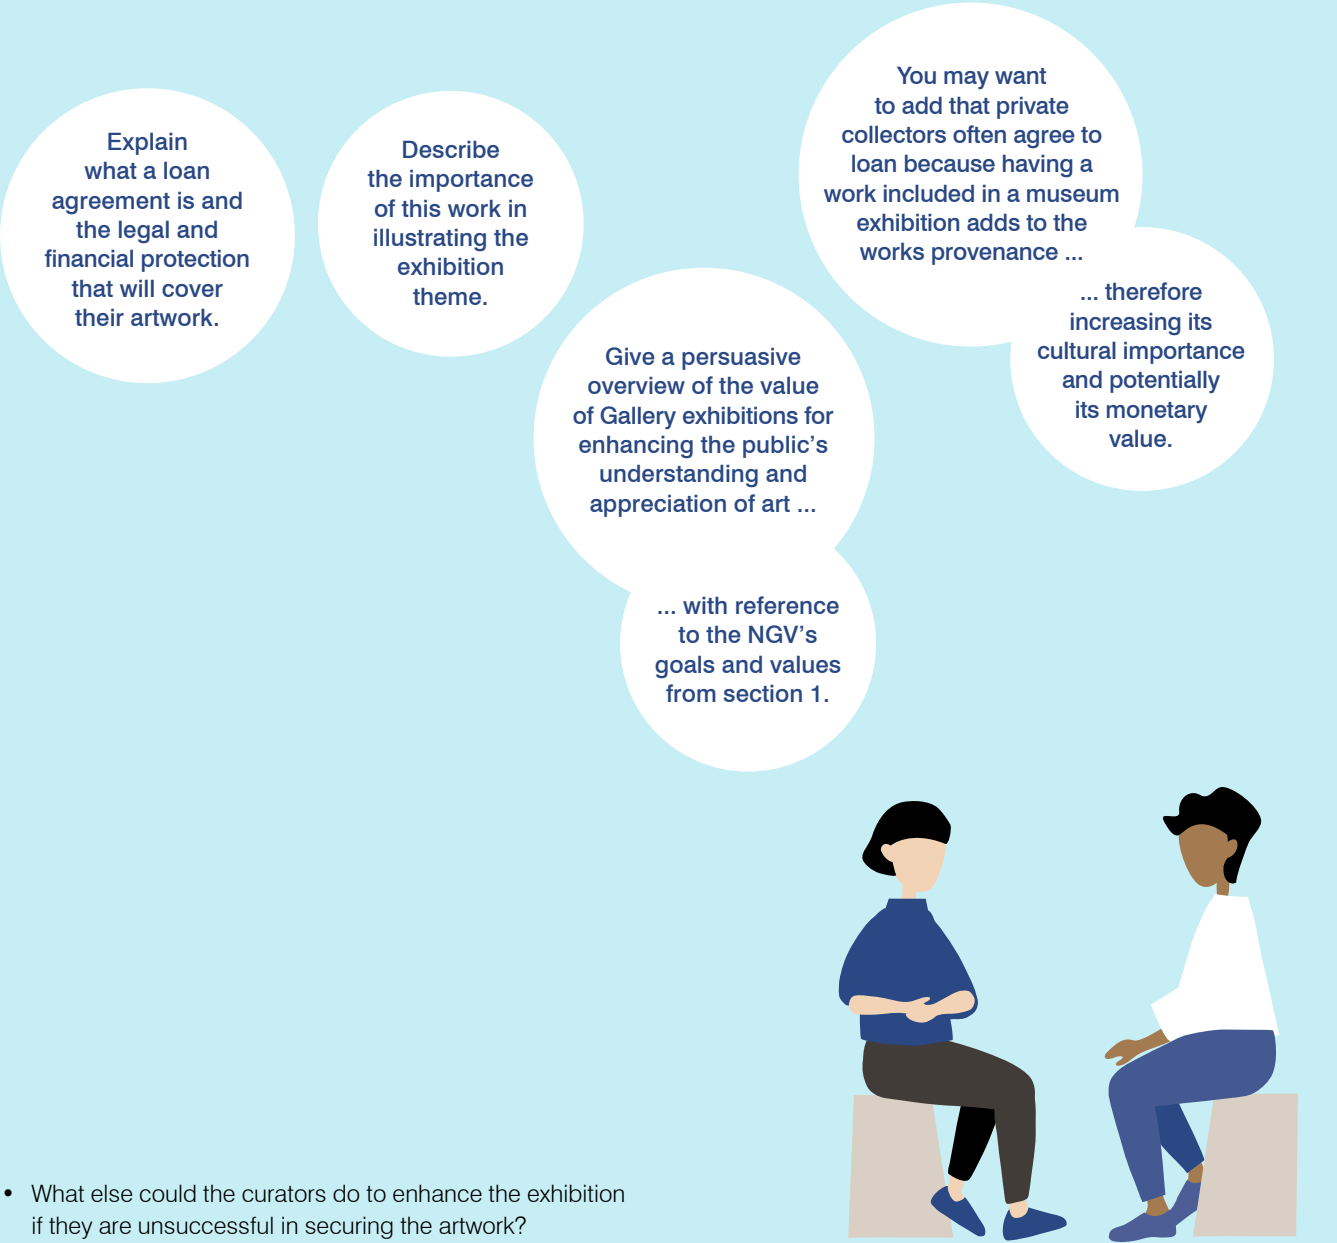 Explain
what a loan
agreement is and
the legal and
financial protection
that will cover
their artwork.
Describe
the importance
of this work in
illustrating the
exhibition
theme.
Give a persuasive
overview of the value
of Gallery exhibitions for
enhancing the public’s
understanding and
appreciation of art ...
... with reference
to the NGV’s
goals and values
from section 1.
You may want
to add that private
collectors often agree to
loan because having a
work included in a museum
exhibition adds to the
works provenance ...
... therefore
increasing its
cultural importance
and potentially
its monetary
value.
• What else could the curators do to enhance the exhibition
if they are unsuccessful in securing the artwork?